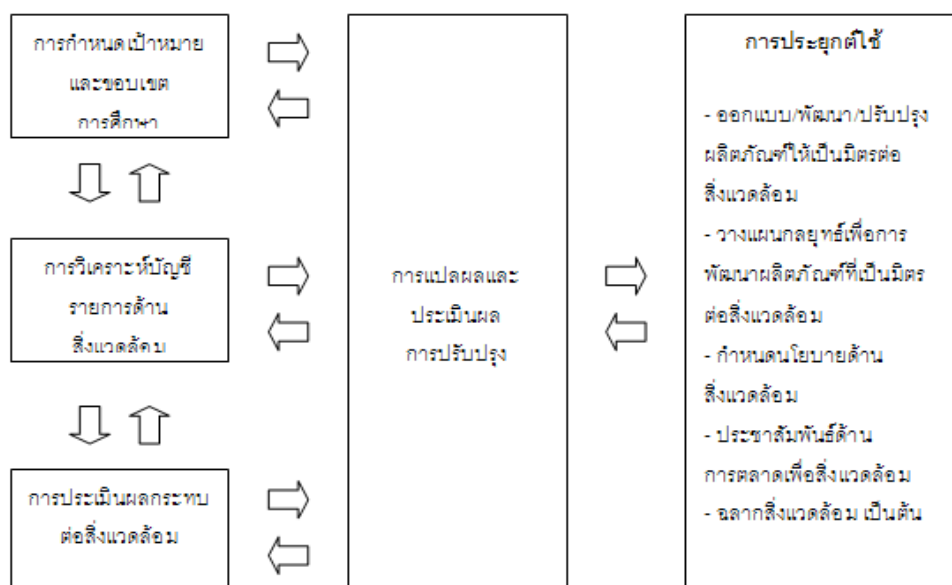 การกำหนดเป้าหมาย
และขอบเขต
การศึกษา
การวิเคราะห์บัญชี
รายการด้าน
สิ่งแวดล้อม
การประเมินผลกระทบ
ต่อสิ่งแวดล้อม
การแปลผลและ
ประเมินผล
การปรับปรุง
การประยุกต์ใช้
- ออกแบบ/พัฒนา/ปรับปรุง
ผลิตภัณฑ์ให้เป็นมิตรต่อ
สิ่งแวดล้อม
- วางแผนกลยุทธ์เพื่อการ
พัฒนาผลิตภัณฑ์ที่เป็นมิตร
ต่อสิ่งแวดล้อม
- กำหนดนโยบายด้าน
สิ่งแวดล้อม
- ประชาสัมพันธ์ด้าน
การตลาดเพื่อสิ่งแวดล้อม
- ฉลากสิ่งแวดล้อม เป็นต้น